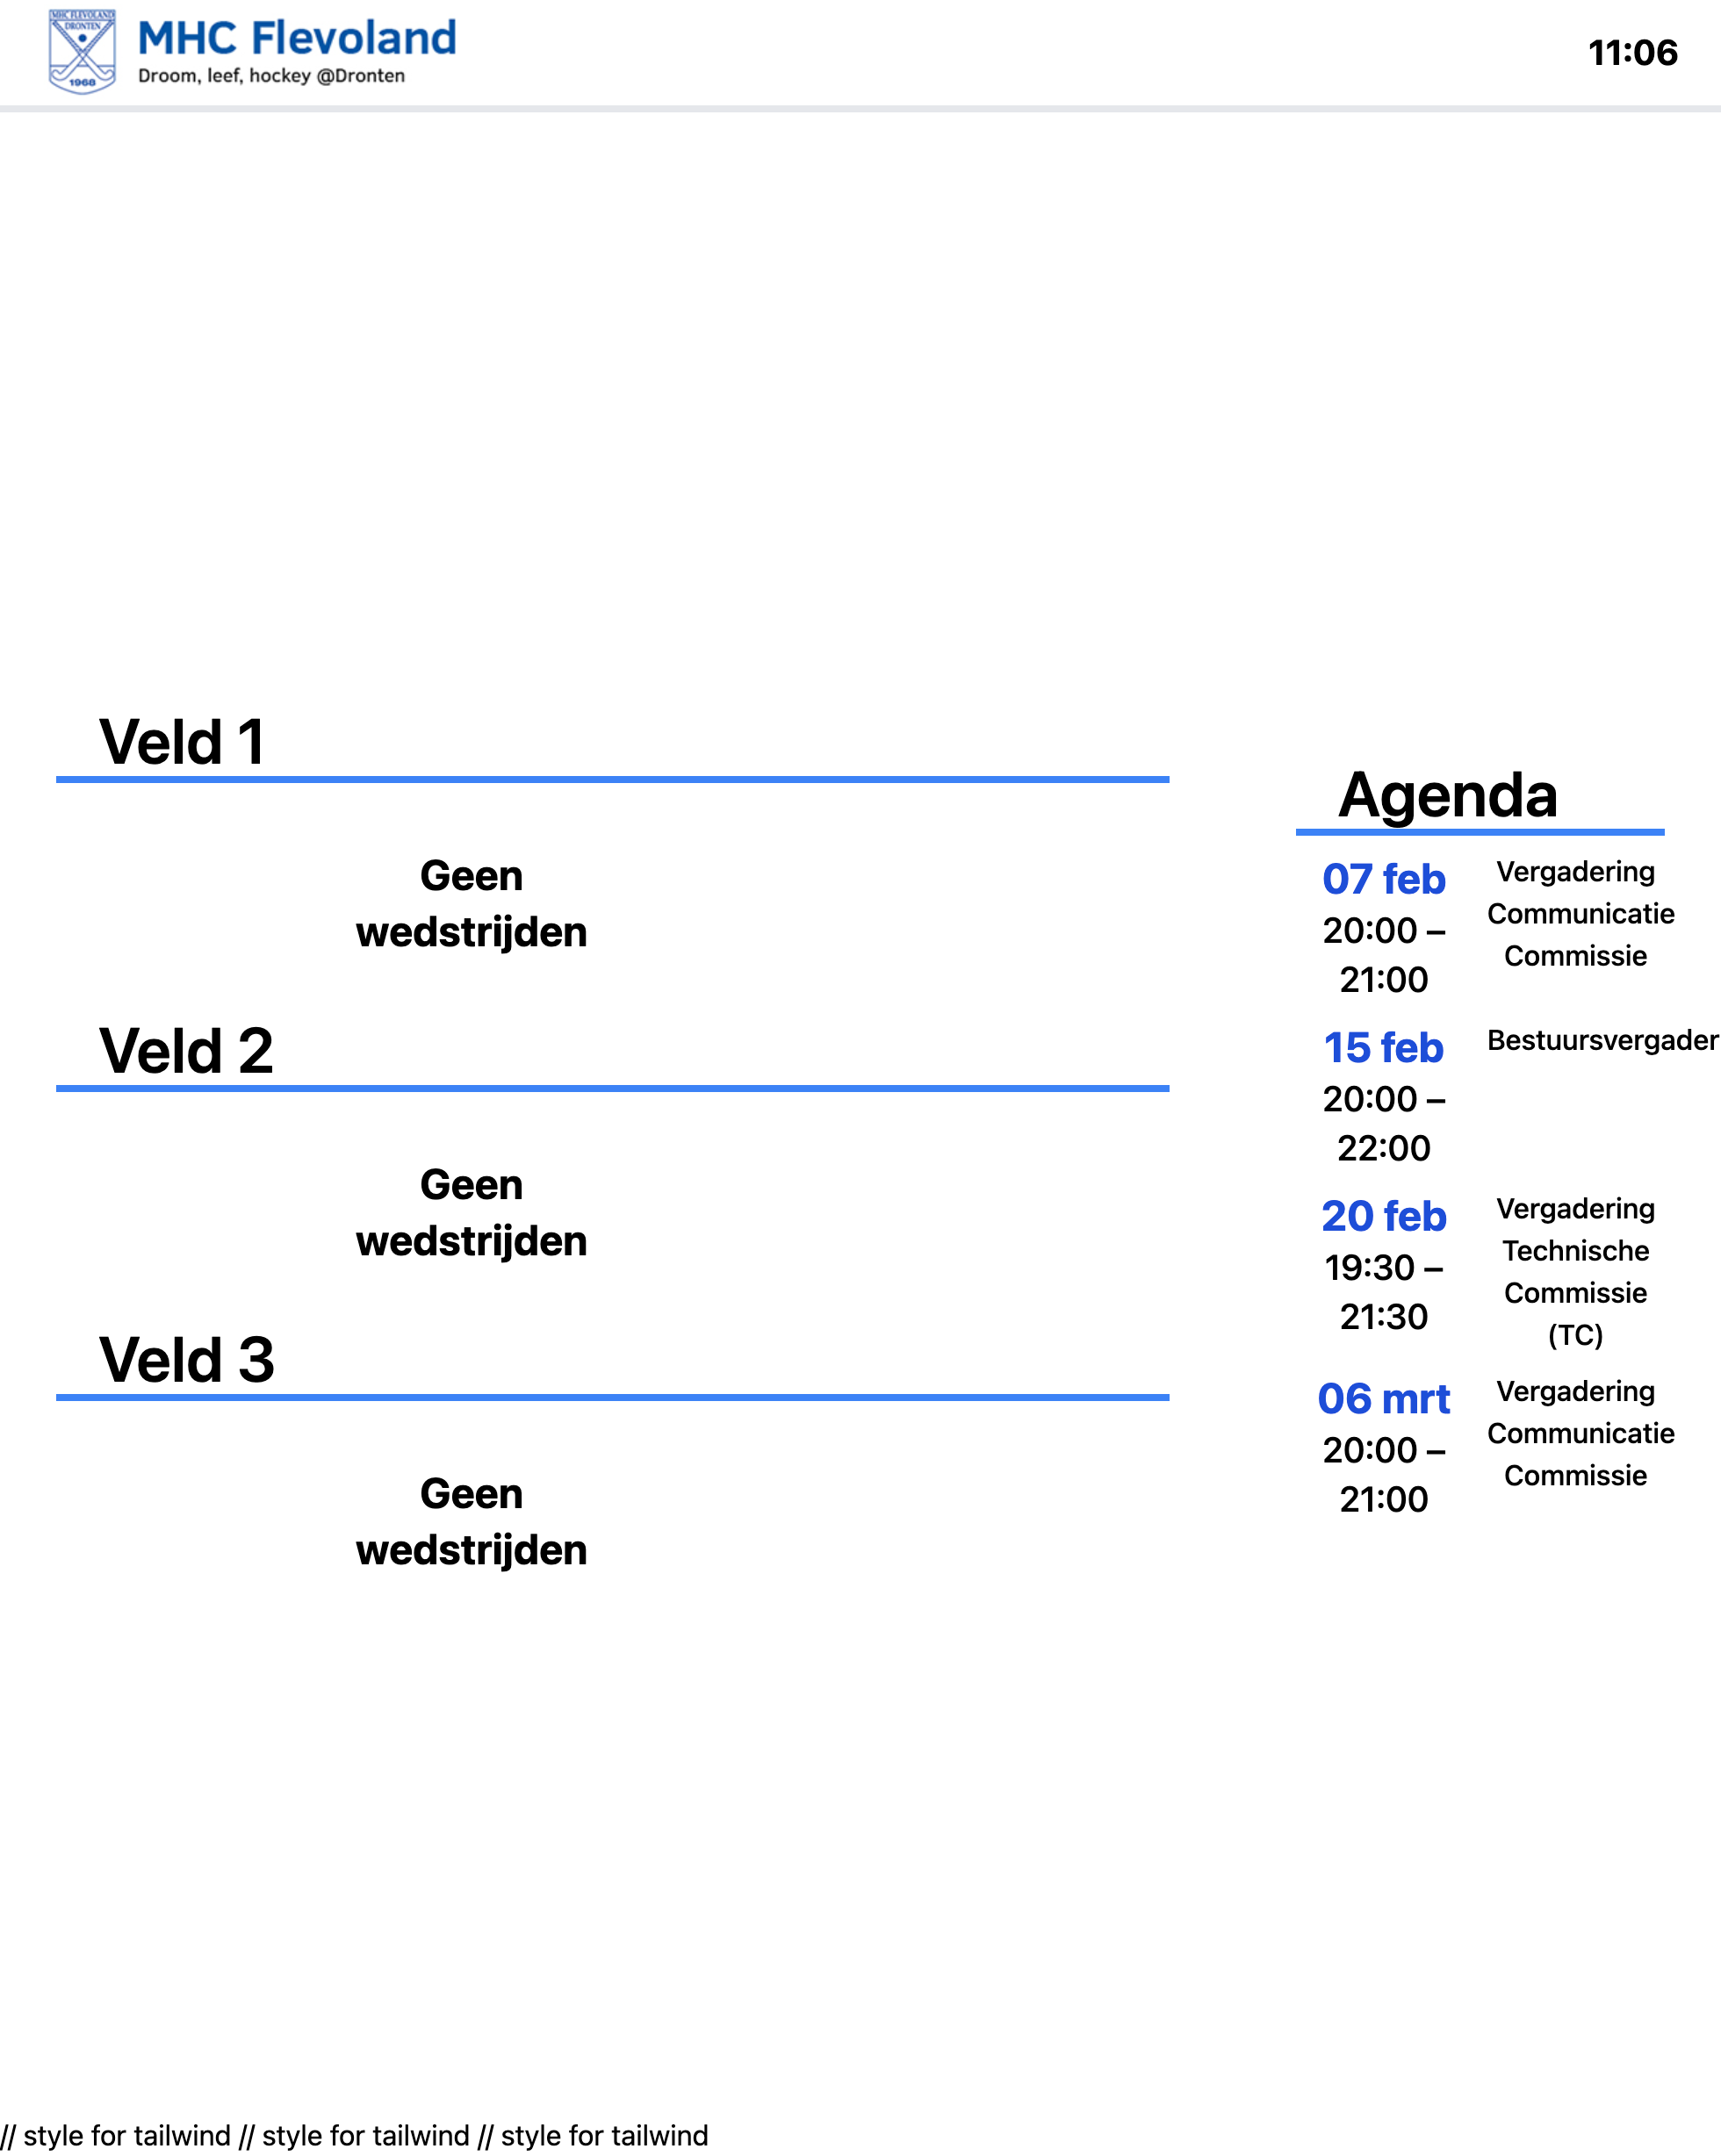 MHC FLEVOLAND
DRONTEN
1968
MHC Flevoland
Droom, leef, hockey @Dronten
11:06
Veld 1
Geen
wedstrijden
Veld 2
Geen
wedstrijden
Veld 3
Geen
wedstrijden
Agenda
07 feb
20:00 –
21:00
Vergadering
Communicatie
Commissie
15 feb
20:00 –
22:00
Bestuursvergader
20 feb
19:30 –
21:30
Vergadering
Technische
Commissie
(TC)
06 mrt
20:00 –
21:00
Vergadering
Communicatie
Commissie
// style for tailwind // style for tailwind // style for tailwind